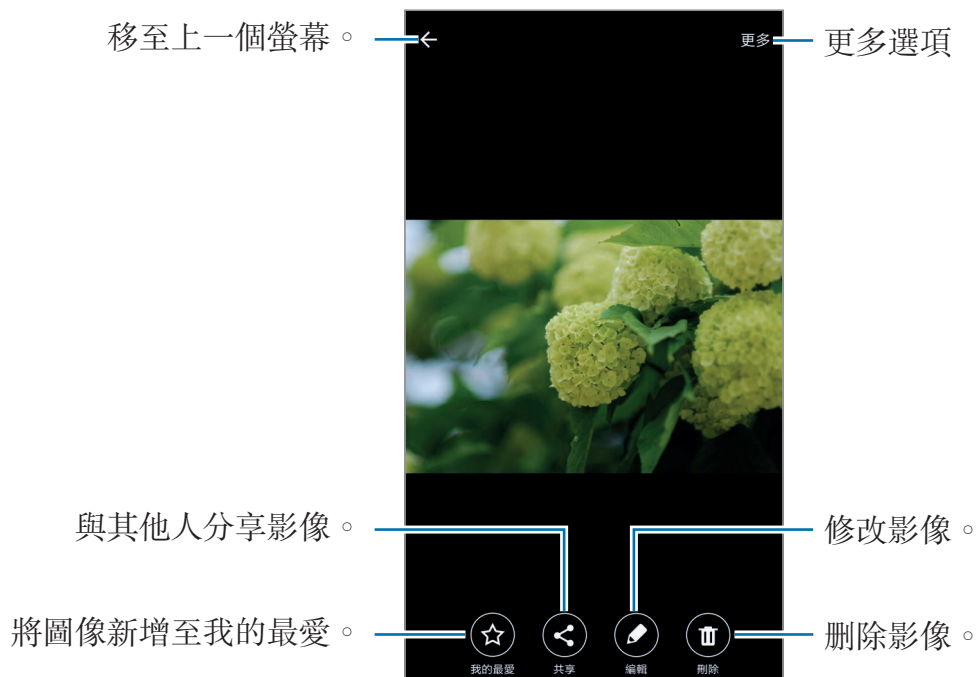 移至上一個螢幕。
更多
更多選項
與其他人分享影像。
修改影像。
將圖像新增至我的最愛。
刪除影像。
我的最愛
共享
編輯
刪除